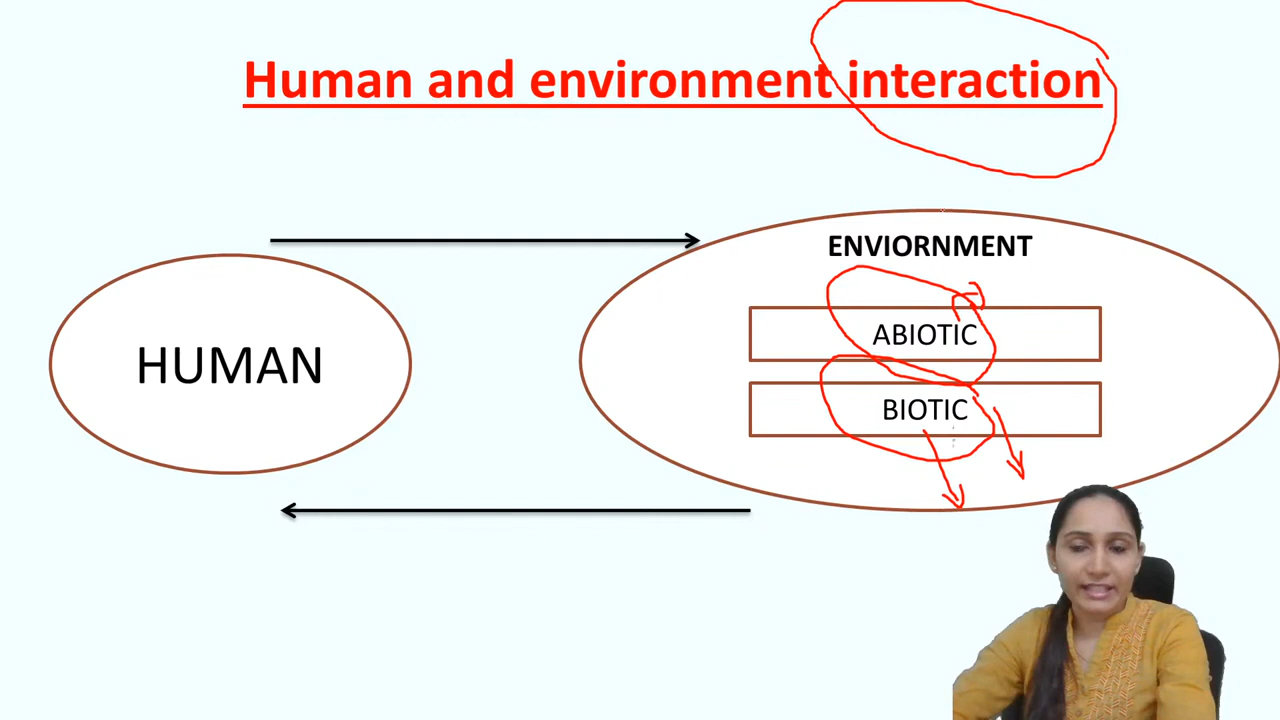 Human and environment interaction
ENVIORNMENT
HUMAN
ABIOTIC
BIOTIC